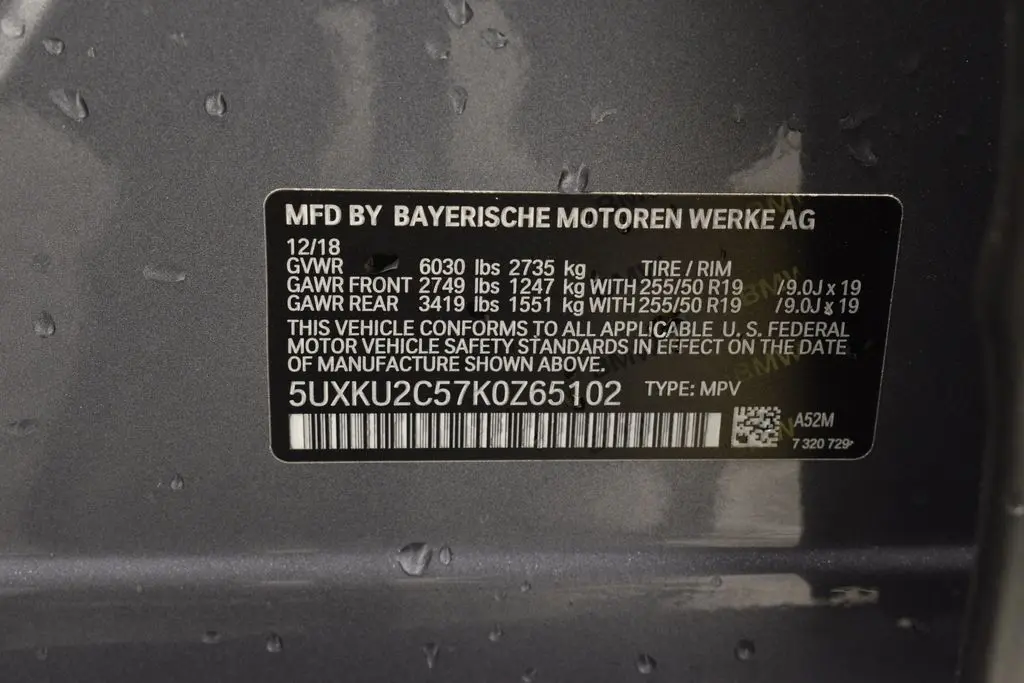 MFD BY BAYERISCHE MOTOREN WERKE AG
12/18
GVWR 6030 lbs 2735 kg TIRE / RIM
GAWR FRONT 2749 lbs 1247 kg WITH 255/50 R19 /9.0J x 19
GAWR REAR 3419 lbs 1551 kg WITH 255/50 R19 /9.0J x 19
THIS VEHICLE CONFORMS TO ALL APPLICABLE U. S. FEDERAL
MOTOR VEHICLE SAFETY STANDARDS IN EFFECT ON THE DATE
OF MANUFACTURE SHOWN ABOVE.
5UXKU2C57K0Z65102 TYPE: MPV
A52M
7 320 729